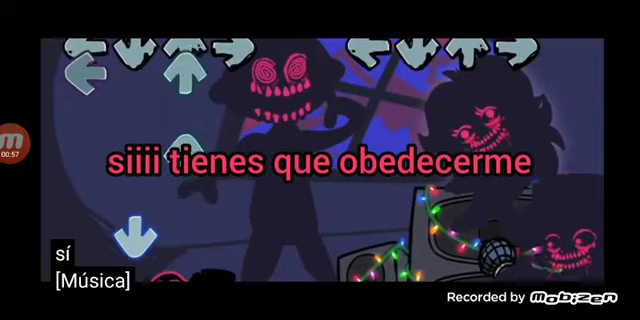 00:57
siiii tienes que obedecerme
sí
[Música]
Recorded by mobizen